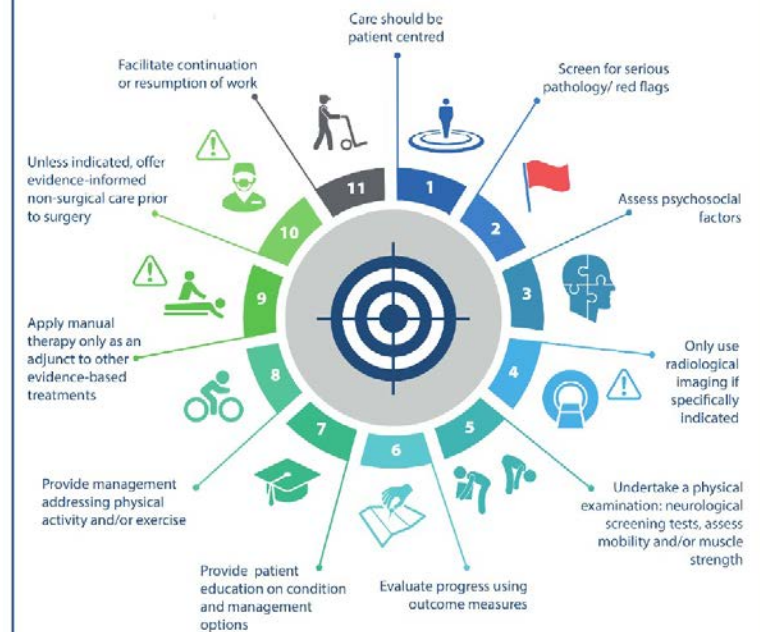 Care should be
patient centred
1
Screen for serious
pathology/ red flags
2
Assess psychosocial
factors
3
Only use
radiological
imaging if
specifically
indicated
4
Undertake a physical
examination: neurological
screening tests, assess
mobility and/or muscle
strength
5
Evaluate progress using
outcome measures
6
Provide patient
education on condition
and management
options
7
Provide management
addressing physical
activity and/or exercise
8
Apply manual
therapy only as an
adjunct to other
evidence-based
treatments
9
Unless indicated, offer
evidence-informed
non-surgical care prior
to surgery
10
Facilitate continuation
or resumption of work
11